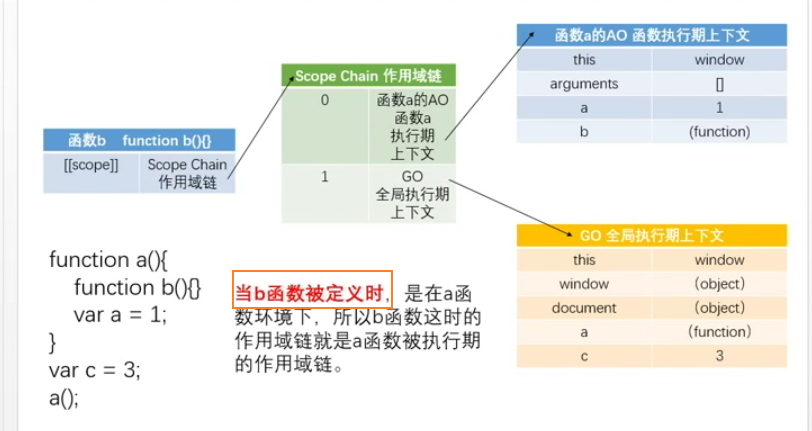 函数a的AO 函数执行期上下文
this window
arguments []
a 1
b (function)
Scope Chain 作用域链
0 函数a的AO
函数a
执行期
上下文
1 GO
全局执行期
上下文
函数b function b(){}
[[scope]] Scope Chain
作用域链
GO 全局执行期上下文
this window
window (object)
document (object)
a (function)
c 3
function a(){
function b(){}
var a = 1;
}
var c = 3;
a();
当b函数被定义时，是在a函
数环境下，所以b函数这时的
作用域链就是a函数被执行期
的作用域链。